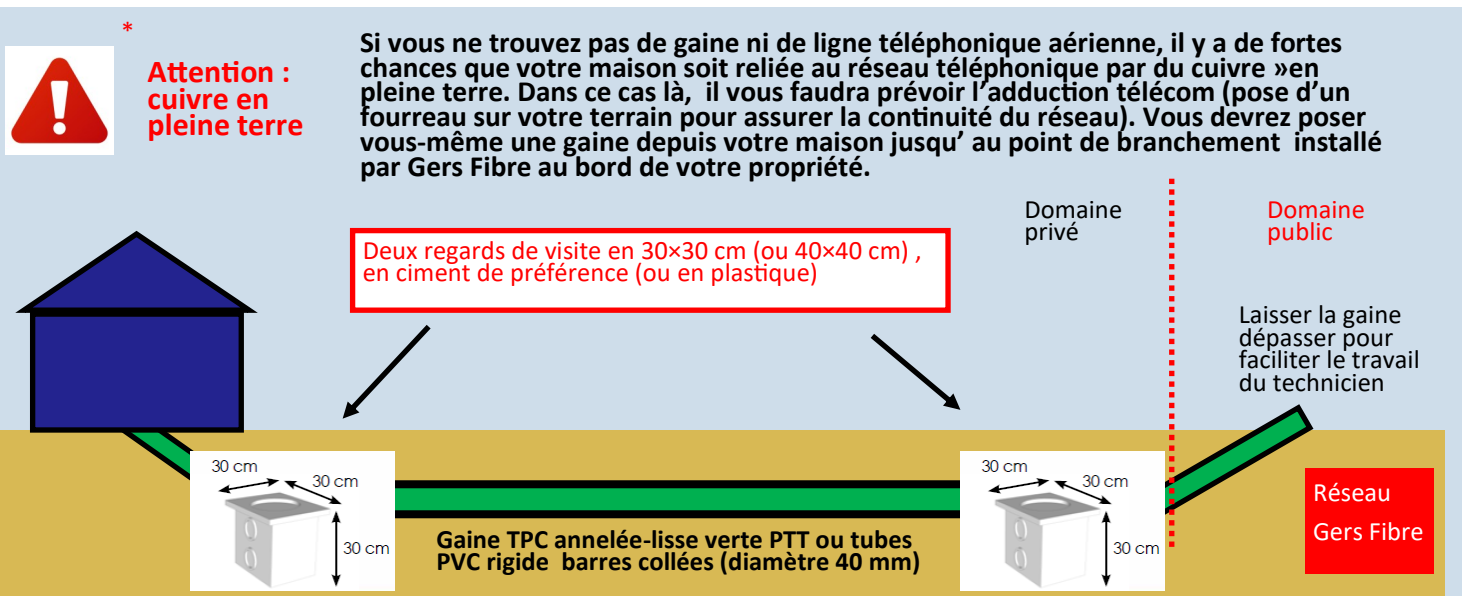 *
Attention :
cuivre en
pleine terre
Si vous ne trouvez pas de gaine ni de ligne téléphonique aérienne, il y a de fortes
chances que votre maison soit reliée au réseau téléphonique par du cuivre »en
pleine terre. Dans ce cas là, il vous faudra prévoir l’adduction télécom (pose d’un
fourreau sur votre terrain pour assurer la continuité du réseau). Vous devrez poser
vous-même une gaine depuis votre maison jusqu’ au point de branchement installé
par Gers Fibre au bord de votre propriété.
Domaine
privé
Domaine
public
Deux regards de visite en 30×30 cm (ou 40×40 cm) ,
en ciment de préférence (ou en plastique)
Laisser la gaine
dépasser pour
faciliter le travail
du technicien
30 cm
30 cm
30 cm
Gaine TPC annelée-lisse verte PTT ou tubes
PVC rigide barres collées (diamètre 40 mm)
30 cm
30 cm
30 cm
Réseau
Gers Fibre